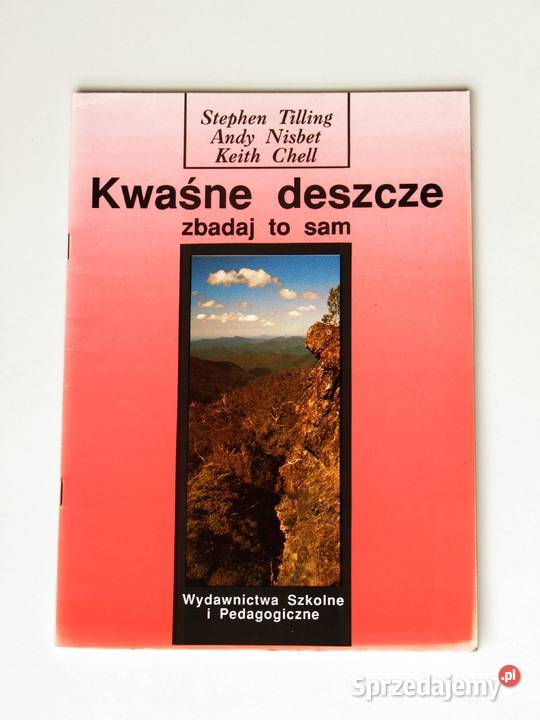 Stephen Tilling
Andy Nisbet
Keith Chell
Kwaśne deszcze
zbadaj to sam
Wydawnictwa Szkolne
i Pedagogiczne
Sprzedajemy.pl